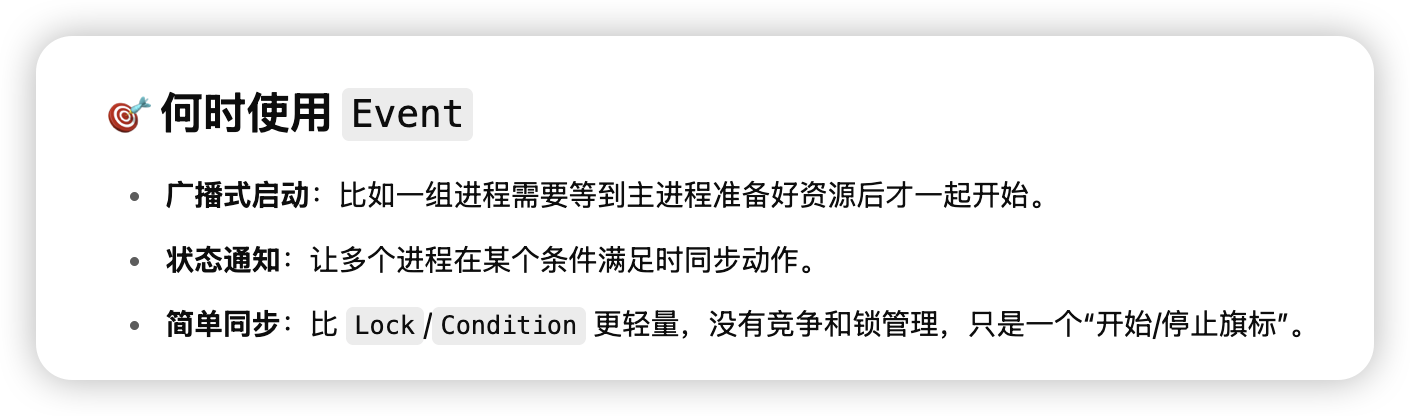 🎯 何时使用 Event
• 广播式启动：比如一组进程需要等到主进程准备好资源后才一起开始。
• 状态通知：让多个进程在某个条件满足时同步动作。
• 简单同步：比 Lock/Condition 更轻量，没有竞争和锁管理，只是一个“开始/停止旗标”。